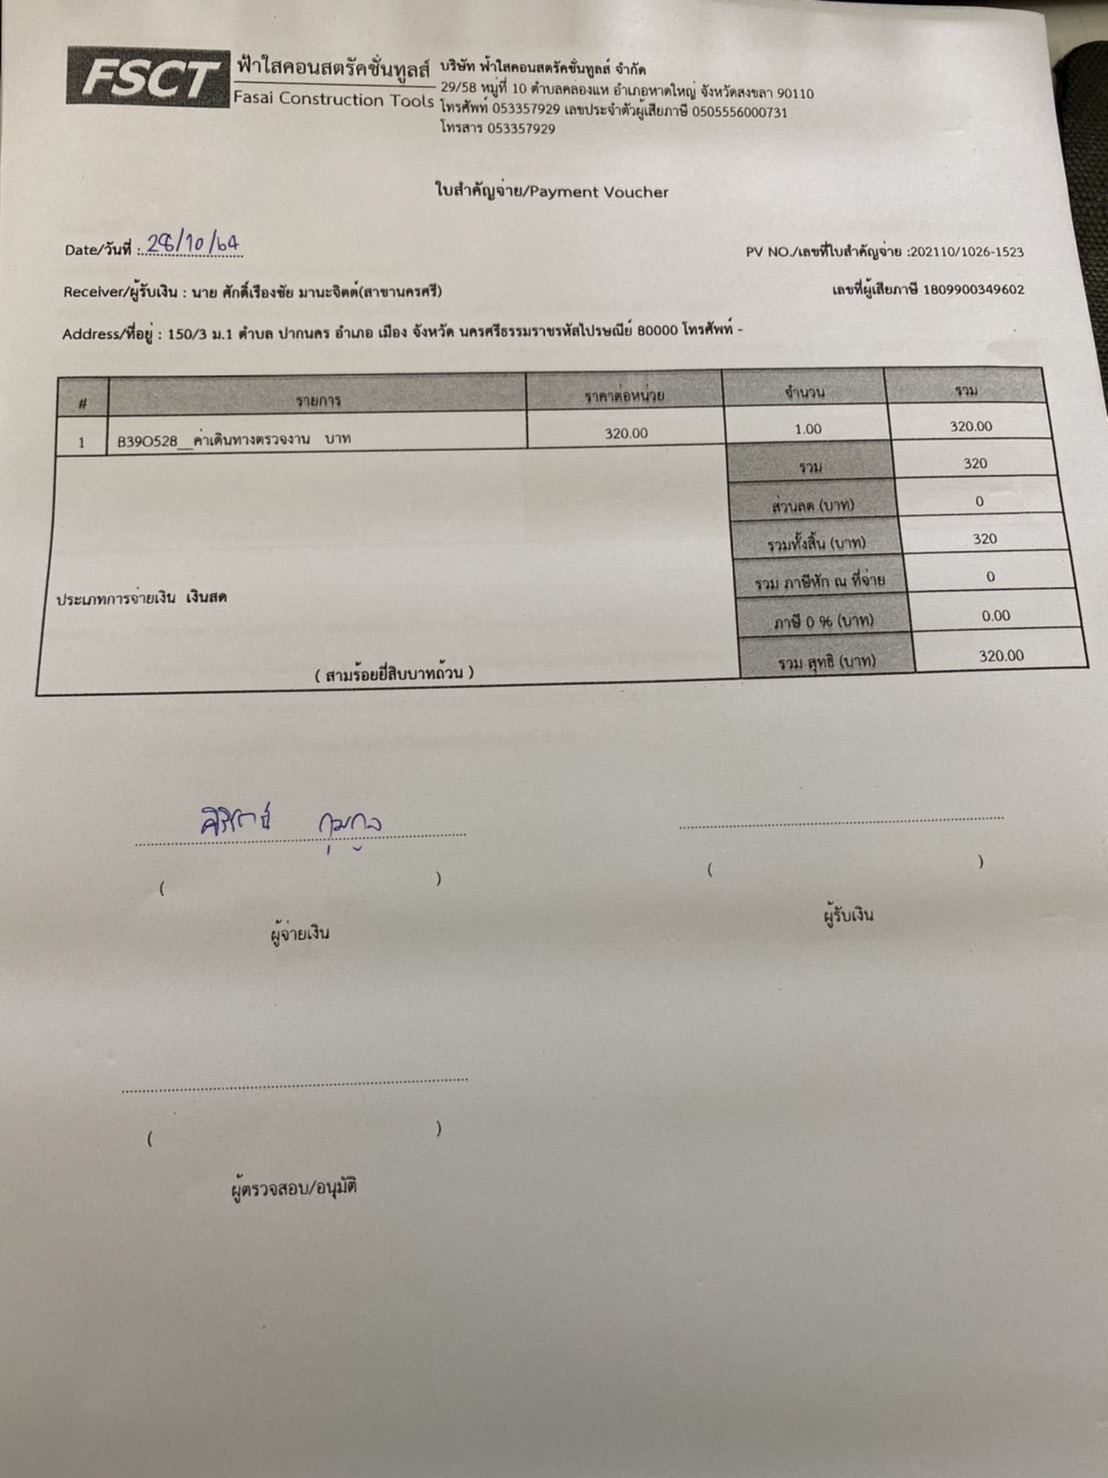 FSCT ฟ้าใสคอนสตรัคชั่นทูลส์
Fasai Construction Tools
บริษัท ฟ้าใสคอนสตรัคชั่นทูลส์ จำกัด
29/58 หมู่ที่ 10 ตำบลคลองแห อำเภอหาดใหญ่ จังหวัดสงขลา 90110
โทรศัพท์ 053357929 เลขประจำตัวผู้เสียภาษี 0505556000731
โทรสาร 053357929
ใบสำคัญจ่าย/Payment Voucher
Date/วันที่ : 28/10/64 PV NO./เลขที่ใบสำคัญจ่าย :202110/1026-1523
Receiver/ผู้รับเงิน : นาย ศักดิ์เรืองชัย มานะจิตต์(สาขานครศรี) เลขที่ผู้เสียภาษี 1809900349602
Address/ที่อยู่ : 150/3 ม.1 ตำบล ปากนคร อำเภอ เมือง จังหวัด นครศรีธรรมราชรหัสไปรษณีย์ 80000 โทรศัพท์ -
# รายการ ราคาต่อหน่วย จำนวน รวม
1 B39O528__ค่าเดินทางตรวจงาน บาท 320.00 1.00 320.00
รวม 320
ส่วนลด (บาท) 0
รวมทั้งสิ้น (บาท) 320
รวม ภาษีหัก ณ ที่จ่าย 0
ประเภทการจ่ายเงิน เงินสด
ภาษี 0 % (บาท) 0.00
( สามร้อยยี่สิบบาทถ้วน ) รวม สุทธิ (บาท) 320.00
( ) ( )
ผู้จ่ายเงิน ผู้รับเงิน
( )
ผู้ตรวจสอบ/อนุมัติ